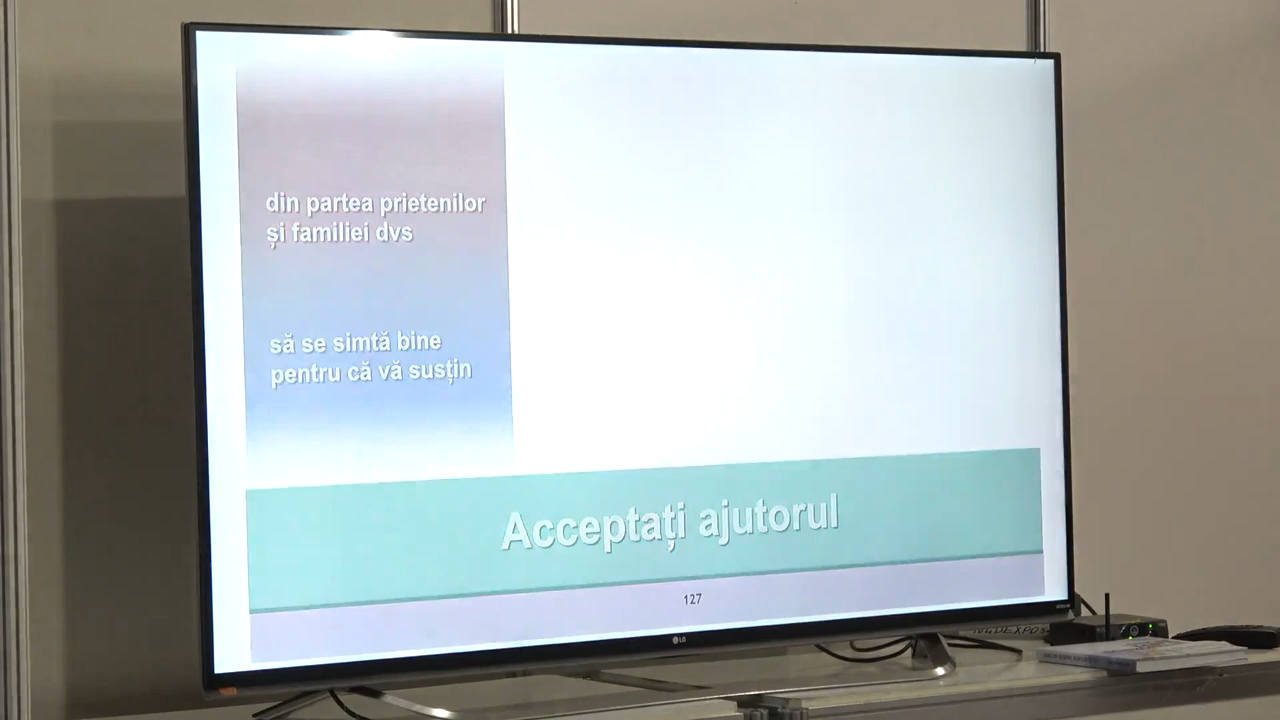 din partea prietenilor
și familiei dvs
să se simtă bine
pentru că vă susțin
Acceptați ajutorul
127
LG